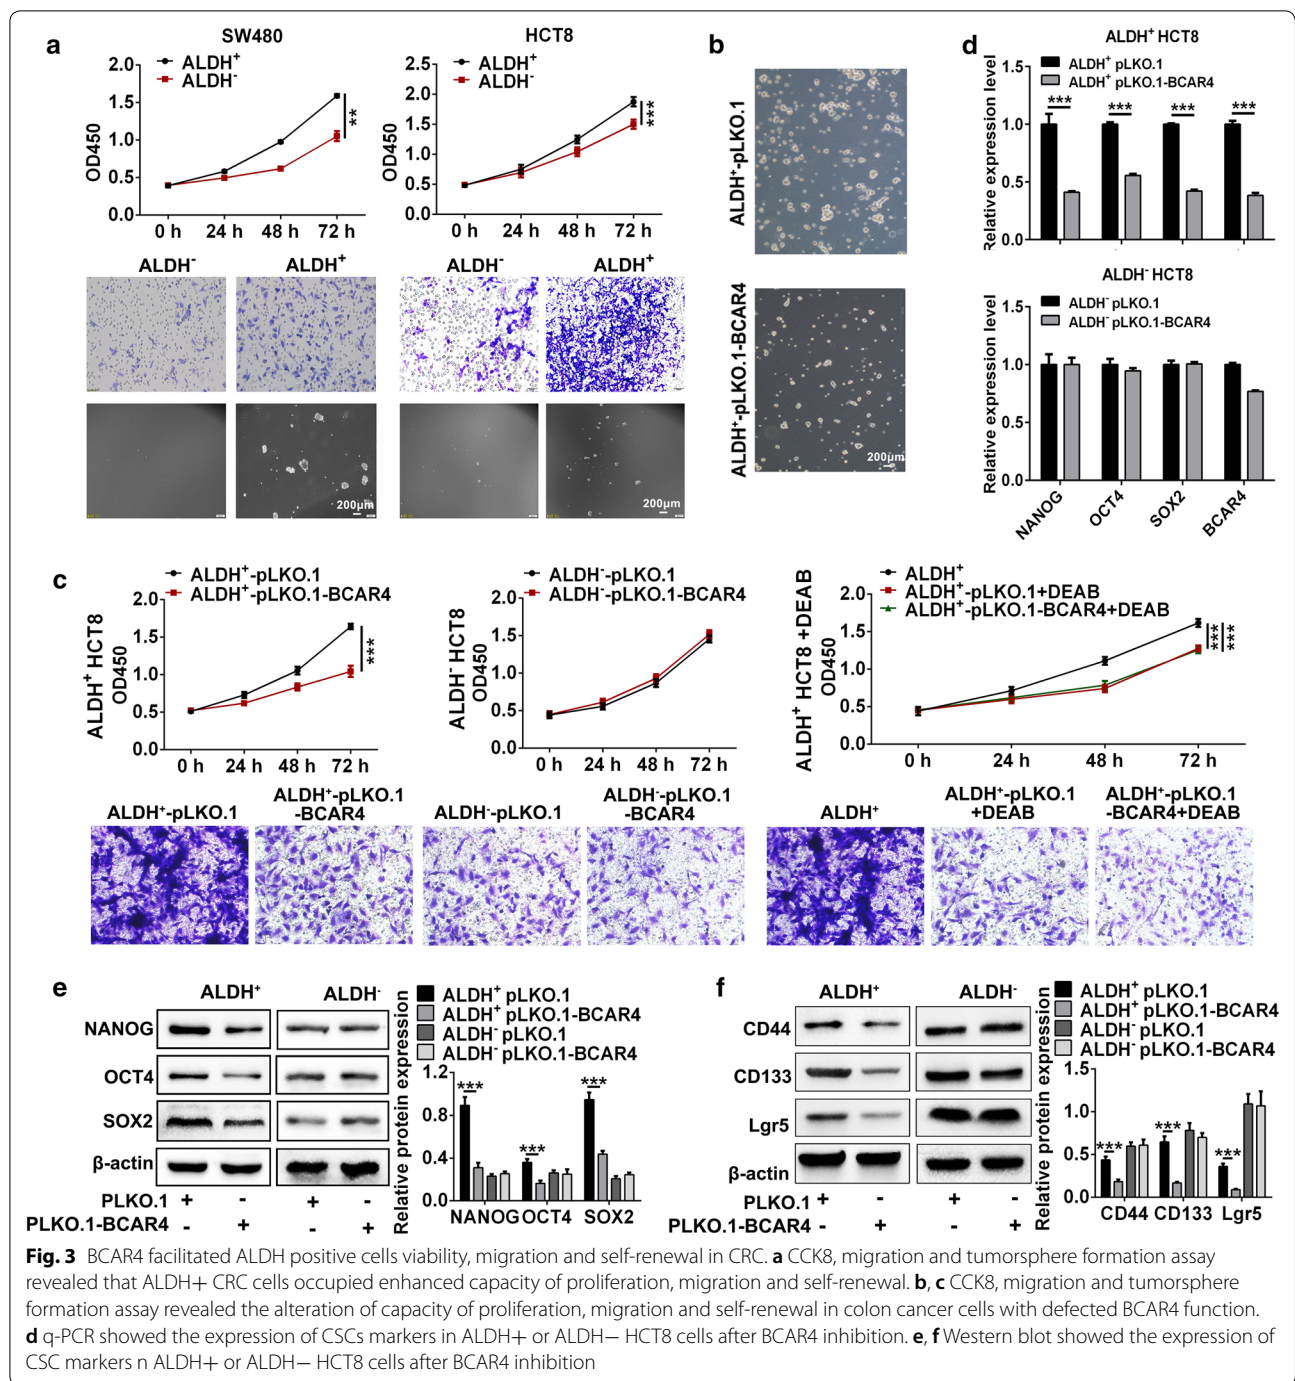 a
SW480
ALDH⁺
ALDH⁻
OD450
2.0
1.5
1.0
0.5
0.0
0 h 24 h 48 h 72 h
**
HCT8
ALDH⁺
ALDH⁻
OD450
2.5
2.0
1.5
1.0
0.5
0.0
0 h 24 h 48 h 72 h
***
ALDH⁻ ALDH⁺ ALDH⁻ ALDH⁺
200μm 200μm
b
ALDH⁺-pLKO.1
ALDH⁺-pLKO.1-BCAR4
200μm
d
ALDH⁺ HCT8
ALDH⁺ pLKO.1
ALDH⁺ pLKO.1-BCAR4
Relative expression level
1.5
1.0
0.5
0.0
*** *** *** ***
ALDH⁻ HCT8
ALDH⁻ pLKO.1
ALDH⁻ pLKO.1-BCAR4
Relative expression level
1.5
1.0
0.5
0.0
NANOG OCT4 SOX2 BCAR4
c
ALDH⁺-pLKO.1
ALDH⁺-pLKO.1-BCAR4
ALDH⁺ HCT8
OD450
2.0
1.5
1.0
0.5
0.0
0 h 24 h 48 h 72 h
***
ALDH⁻-pLKO.1
ALDH⁻-pLKO.1-BCAR4
ALDH⁻ HCT8
OD450
2.0
1.5
1.0
0.5
0.0
0 h 24 h 48 h 72 h
ALDH⁺
ALDH⁺-pLKO.1+DEAB
ALDH⁺-pLKO.1-BCAR4+DEAB
ALDH⁺ HCT8 +DEAB
OD450
2.0
1.5
1.0
0.5
0.0
0 h 24 h 48 h 72 h
*** ***
ALDH⁺-pLKO.1
ALDH⁺-pLKO.1
-BCAR4
ALDH⁻-pLKO.1
ALDH⁻-pLKO.1
-BCAR4
ALDH⁺
ALDH⁺-pLKO.1
+DEAB
ALDH⁺-pLKO.1
-BCAR4+DEAB
e
ALDH⁺ ALDH⁻
NANOG
OCT4
SOX2
β-actin
PLKO.1 + - + -
PLKO.1-BCAR4 - + - +
ALDH⁺ pLKO.1
ALDH⁺ pLKO.1-BCAR4
ALDH⁻ pLKO.1
ALDH⁻ pLKO.1-BCAR4
Relative protein expression
1.2
0.8
0.4
0.0
*** *** ***
NANOG OCT4 SOX2
f
ALDH⁺ ALDH⁻
CD44
CD133
Lgr5
β-actin
PLKO.1 + - + -
PLKO.1-BCAR4 - + - +
ALDH⁺ pLKO.1
ALDH⁺ pLKO.1-BCAR4
ALDH⁻ pLKO.1
ALDH⁻ pLKO.1-BCAR4
Relative protein expression
1.5
1.0
0.5
0.0
*** *** ***
CD44 CD133 Lgr5
Fig. 3 BCAR4 facilitated ALDH positive cells viability, migration and self-renewal in CRC. a CCK8, migration and tumorsphere formation assay
revealed that ALDH+ CRC cells occupied enhanced capacity of proliferation, migration and self-renewal. b, c CCK8, migration and tumorsphere
formation assay revealed the alteration of capacity of proliferation, migration and self-renewal in colon cancer cells with defected BCAR4 function.
d q-PCR showed the expression of CSCs markers in ALDH+ or ALDH− HCT8 cells after BCAR4 inhibition. e, f Western blot showed the expression of
CSC markers n ALDH+ or ALDH− HCT8 cells after BCAR4 inhibition